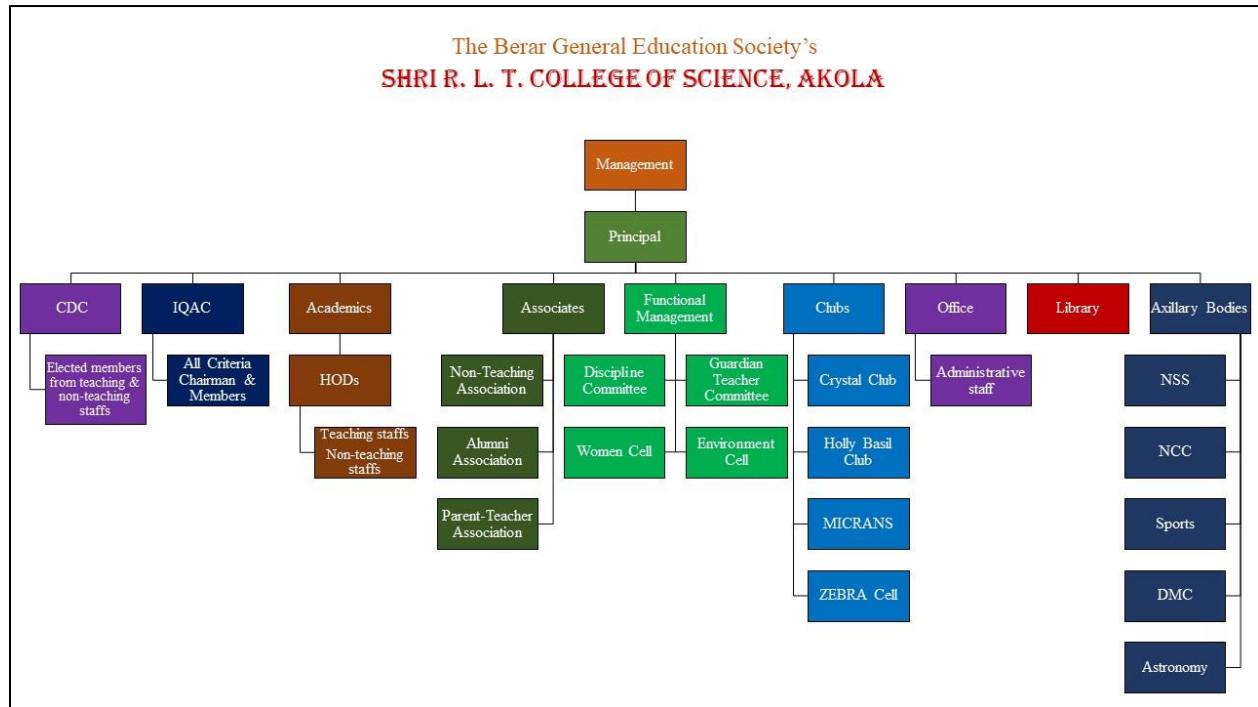 The Berar General Education Society's
SHRI R. L. T. COLLEGE OF SCIENCE, AKOLA
Management
Principal
CDC
IQAC
Academics
Associates
Functional
Management
Clubs
Office
Library
Axillary Bodies
Elected members
from teaching &
non-teaching
staffs
All Criteria
Chairman &
Members
HODs
Non-Teaching
Association
Discipline
Committee
Guardian
Teacher
Committee
Crystal Club
Administrative
staff
NSS
Teaching staffs
Non-teaching
staffs
Alumni
Association
Women Cell
Environment
Cell
Holly Basil
Club
NCC
Parent-Teacher
Association
MICRANS
Sports
ZEBRA Cell
DMC
Astronomy